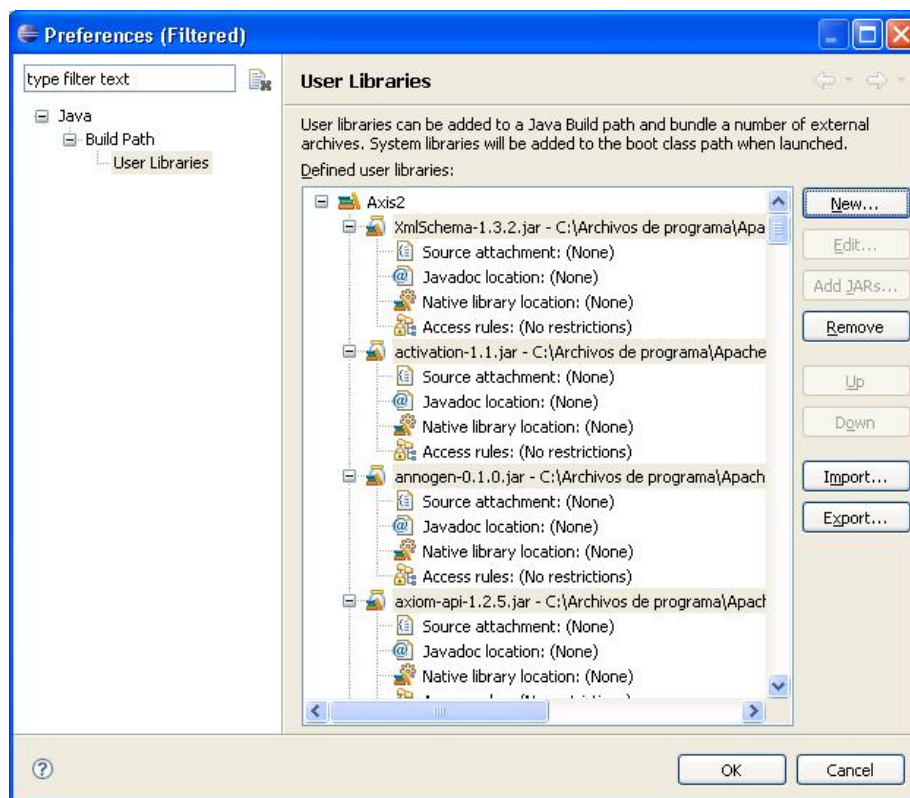 Preferences (Filtered)
type filter text
Java
Build Path
User Libraries
User Libraries
User libraries can be added to a Java Build path and bundle a number of external
archives. System libraries will be added to the boot class path when launched.
Defined user libraries:
Axis2
XmlSchema-1.3.2.jar - C:\Archivos de programa\Apa
Source attachment: (None)
Javadoc location: (None)
Native library location: (None)
Access rules: (No restrictions)
activation-1.1.jar - C:\Archivos de programa\Apache
Source attachment: (None)
Javadoc location: (None)
Native library location: (None)
Access rules: (No restrictions)
annogen-0.1.0.jar - C:\Archivos de programa\Apach
Source attachment: (None)
Javadoc location: (None)
Native library location: (None)
Access rules: (No restrictions)
axiom-api-1.2.5.jar - C:\Archivos de programa\Apach
Source attachment: (None)
Javadoc location: (None)
Native library location: (None)
New...
Edit...
Add JARs...
Remove
Up
Down
Import...
Export...
OK
Cancel